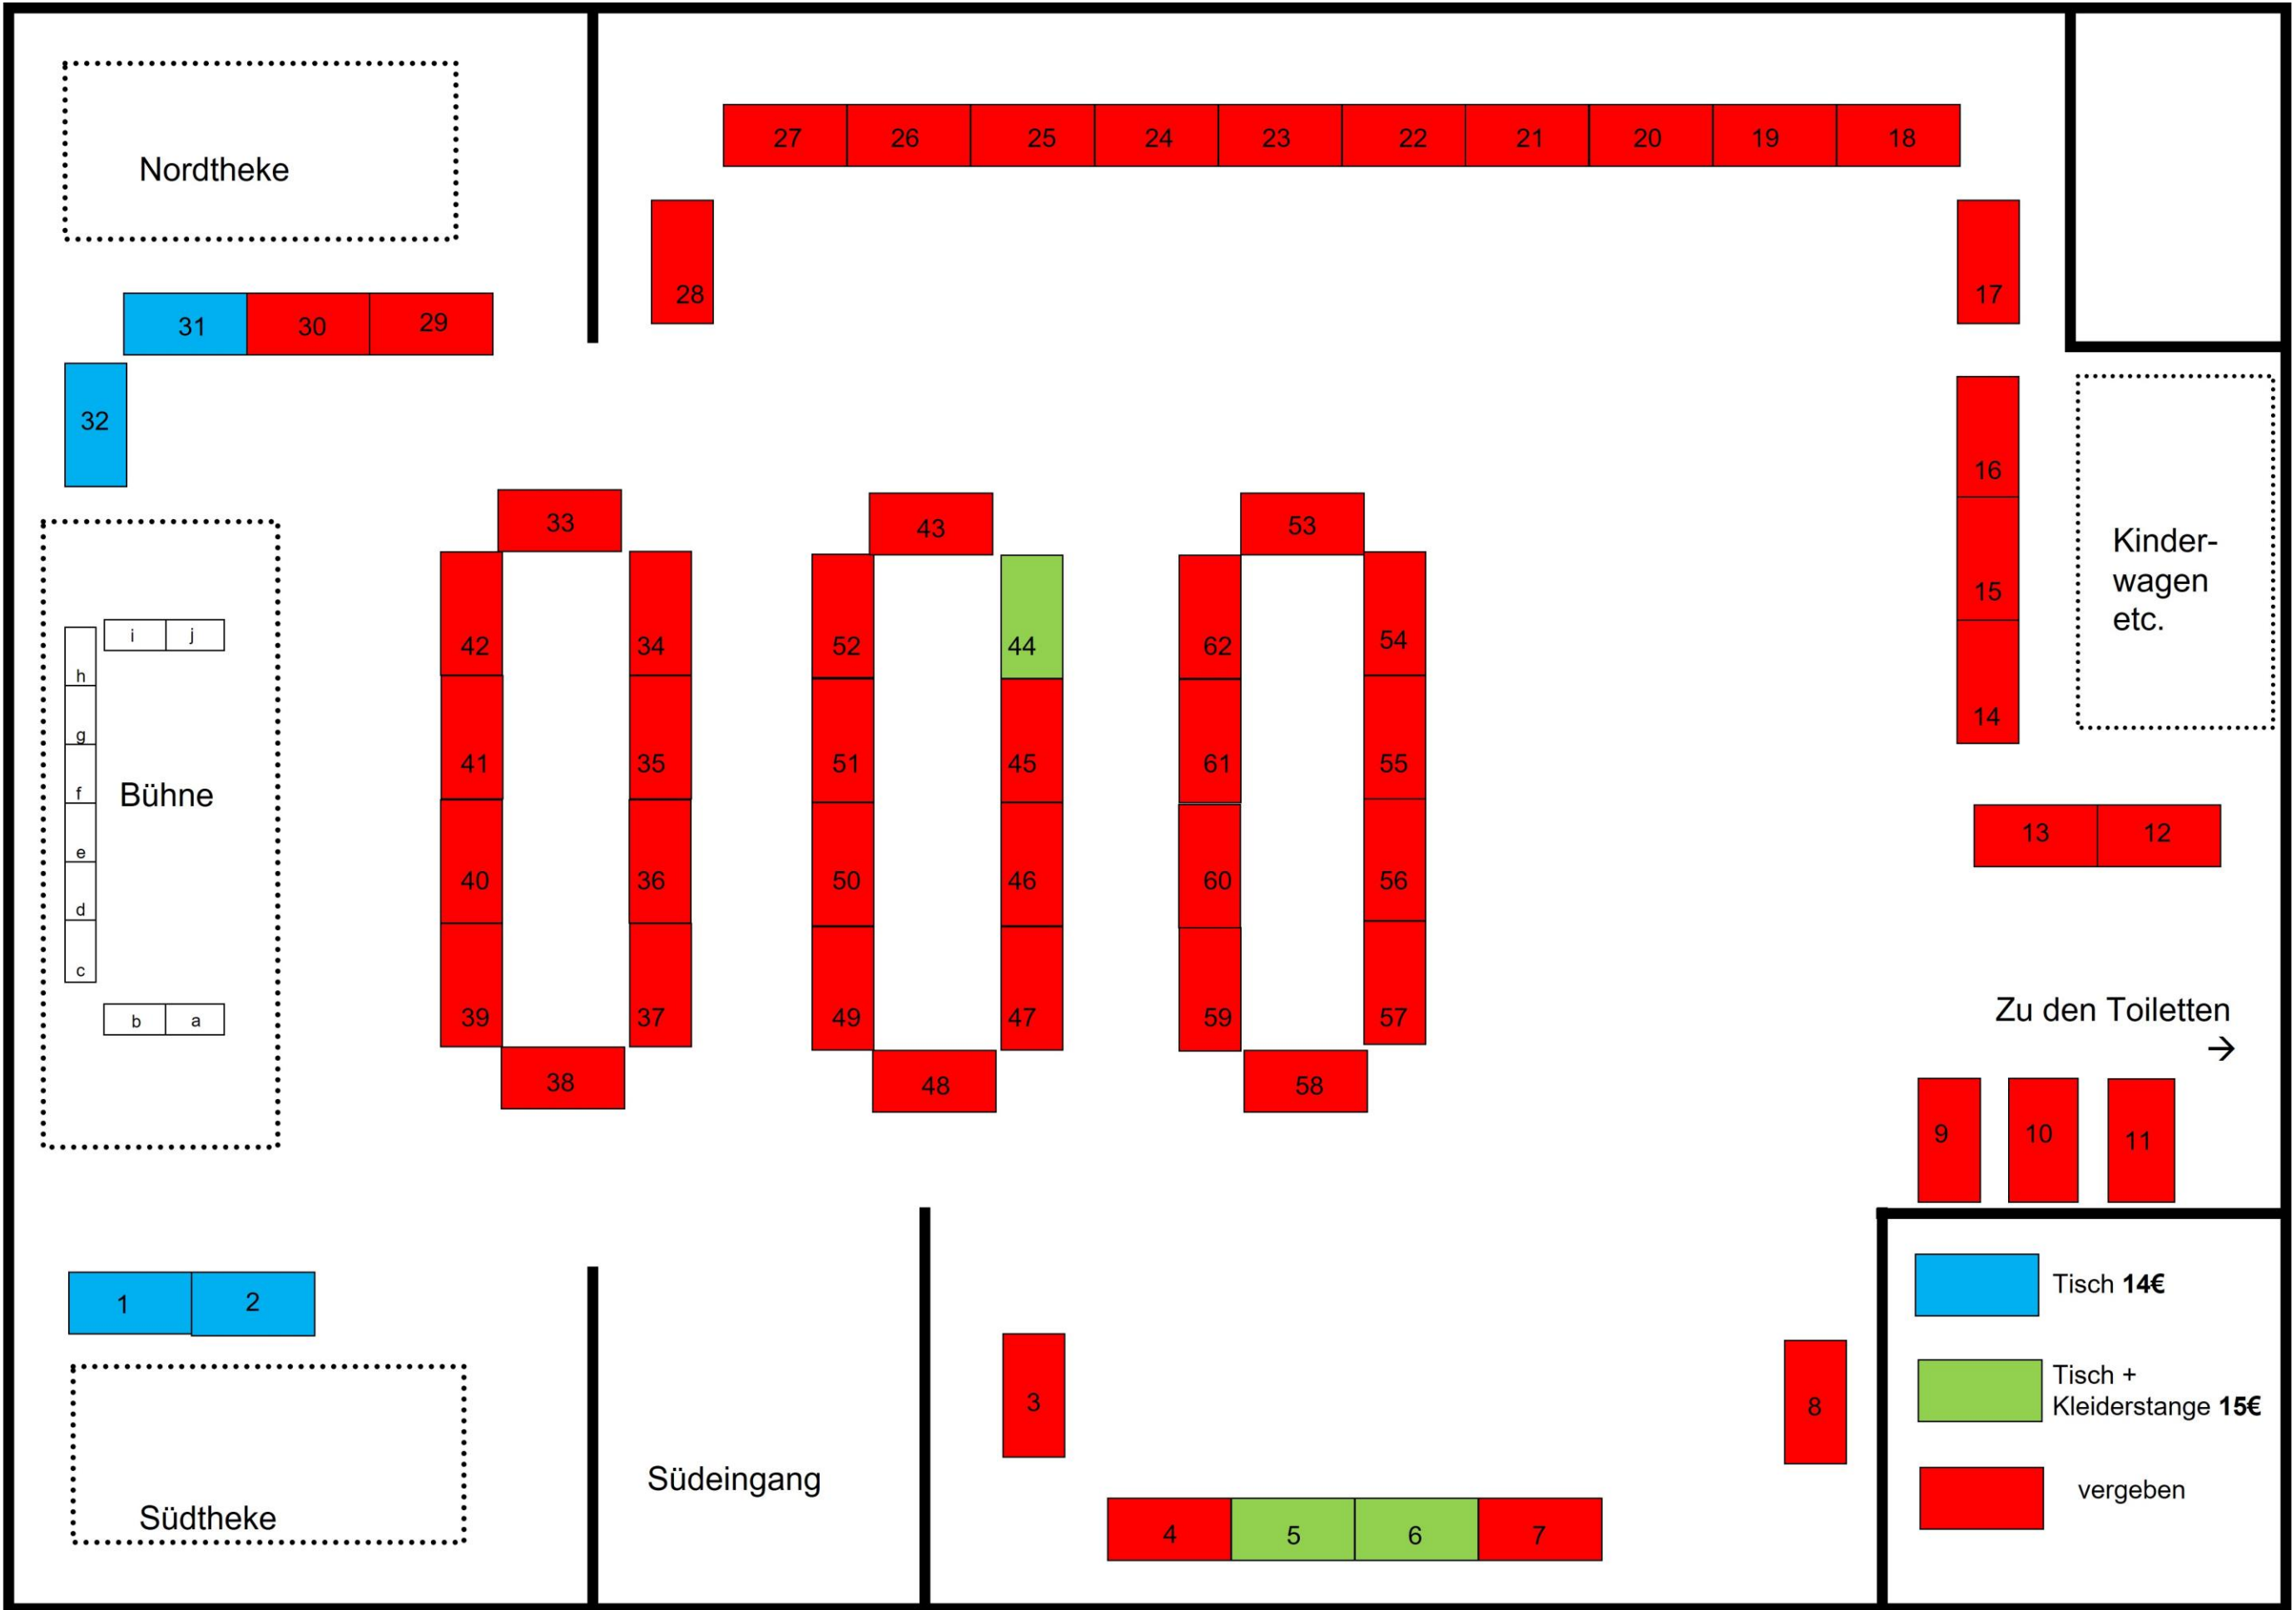 27 26 25 24 23 22 21 20 19 18
Nordtheke
28
17
31 30 29
32
16
15
14
Kinder-
wagen
etc.
33
42 34
41 35
40 36
39 37
38
43
52 44
51 45
50 46
49 47
48
53
62 54
61 55
60 56
59 57
58
i j
h
g
f
e
d
c
b a
Bühne
13 12
Zu den Toiletten
→
9 10 11
1 2
Südtheke
Südeingang
3
8
4 5 6 7
Tisch 14€
Tisch +
Kleiderstange 15€
vergeben